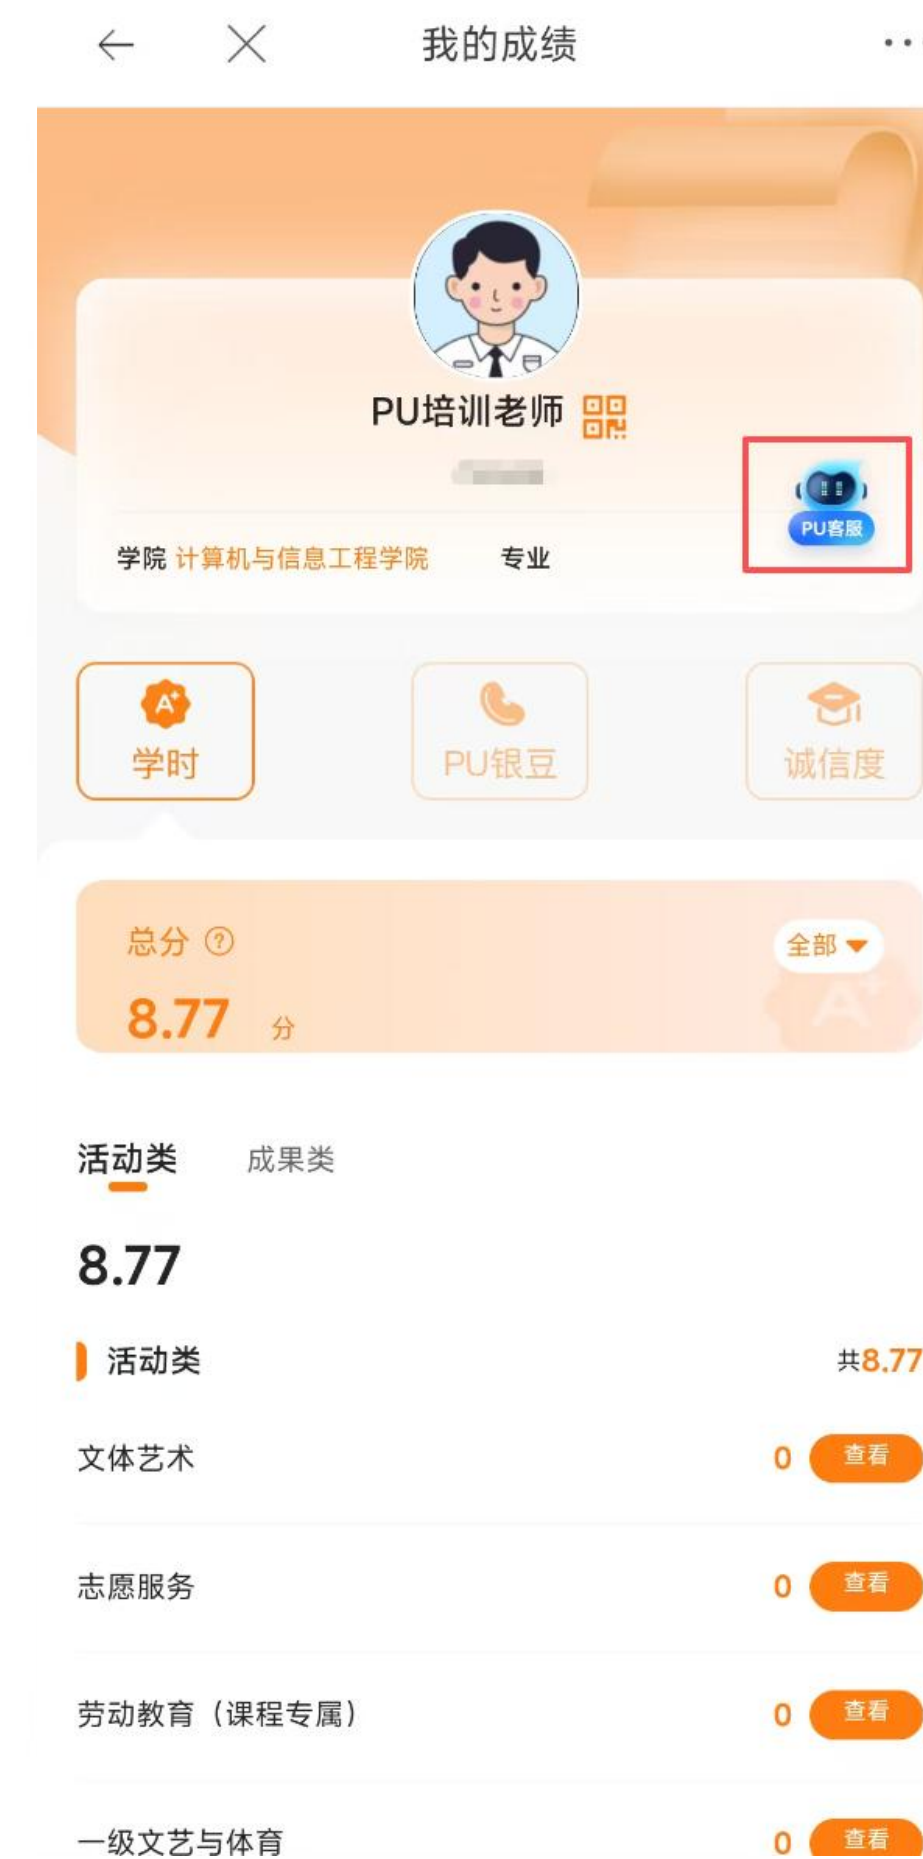 我的成绩
PU培训老师
PU客服
学院 计算机与信息工程学院 专业
学时
PU银豆
诚信度
总分
全部
8.77 分
活动类 成果类
8.77
活动类 共8.77
文体艺术 0 查看
志愿服务 0 查看
劳动教育（课程专属） 0 查看
一级文艺与体育 0 查看